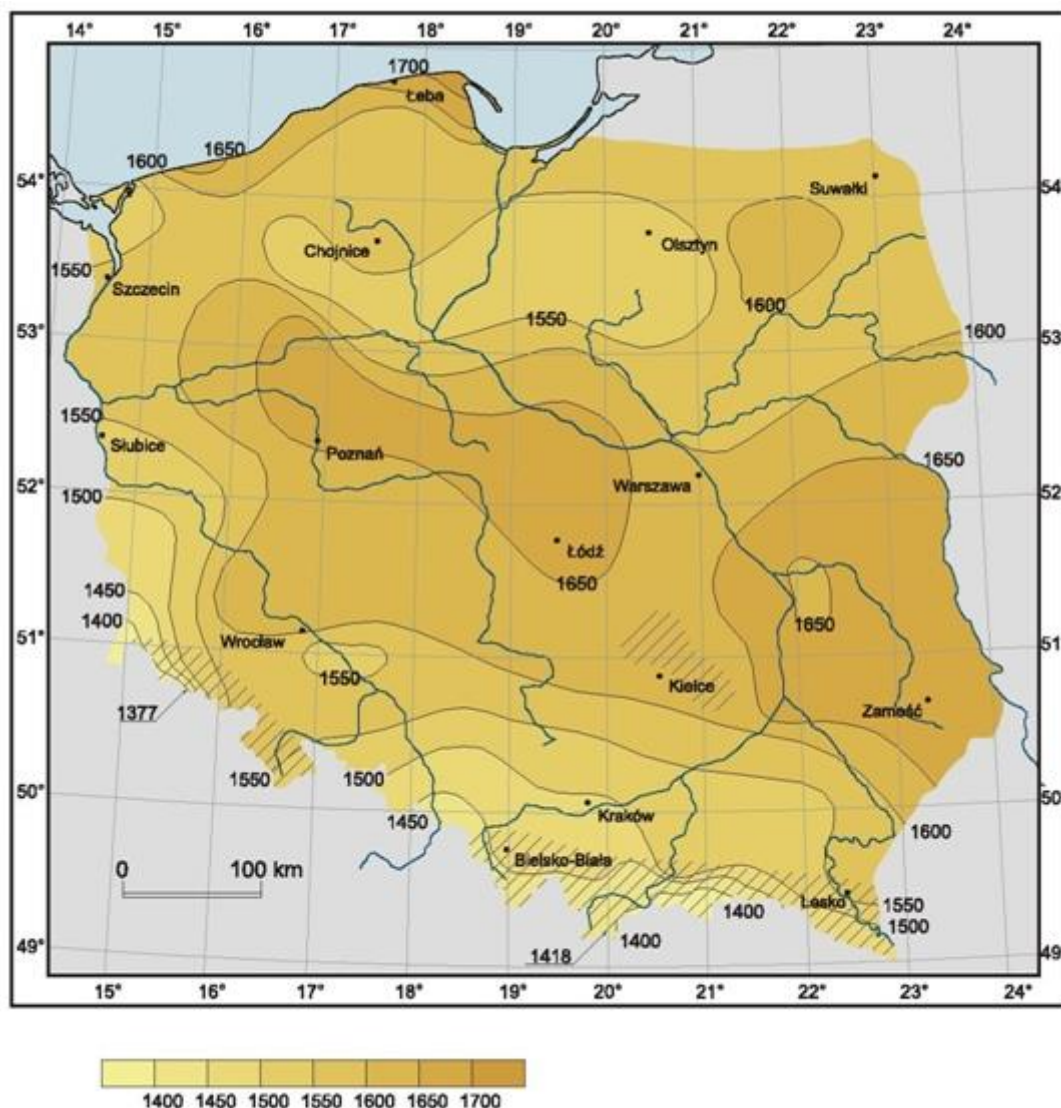 14° 15° 16° 17° 18° 19° 20° 21° 22° 23° 24°
1700
Łeba
1650
1600
54° 54
Suwałki
Chojnice
Olsztyn
1550
Szczecin
1600
1550
53° 1600 53
1550
Słubice
Poznań
1650
Warszawa
1500
52° 52
Łódź
1650
1450
1400
1650
51° 51
Wrocław
1550
Kielce
1377
Zamość
1550
1500
50° 50
1450
Kraków
1600
Bielsko-Biała
0 100 km
Lesko
1550
1400
1500
1418
1400
49° 49
15° 16° 17° 18° 19° 20° 21° 22° 23° 24°
1400 1450 1500 1550 1600 1650 1700